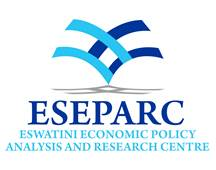 ESEPARC
ESWATINI ECONOMIC POLICY
ANALYSIS AND RESEARCH CENTRE